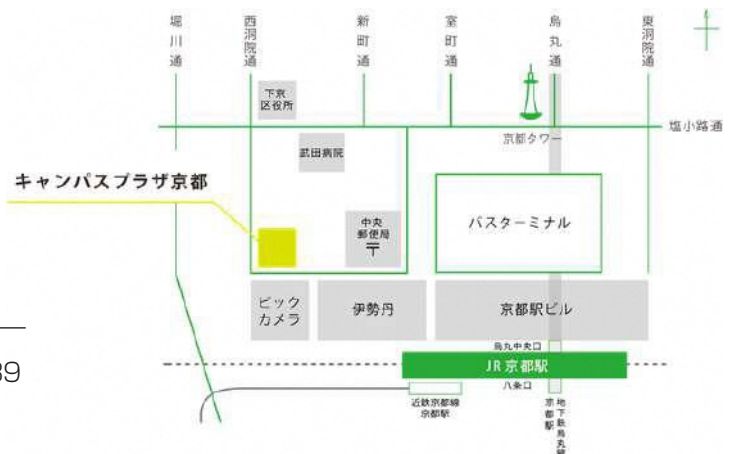 堀川通
西洞院通
新町通
室町通
烏丸通
東洞院通
下京
区役所
塩小路通
京都タワー
武田病院
キャンパスプラザ京都
中央
郵便局
〒
バスターミナル
ビック
カメラ
伊勢丹
京都駅ビル
烏丸中央口
JR 京都駅
39
八条口
近鉄京都線
京都駅
地下鉄烏丸線
京都駅